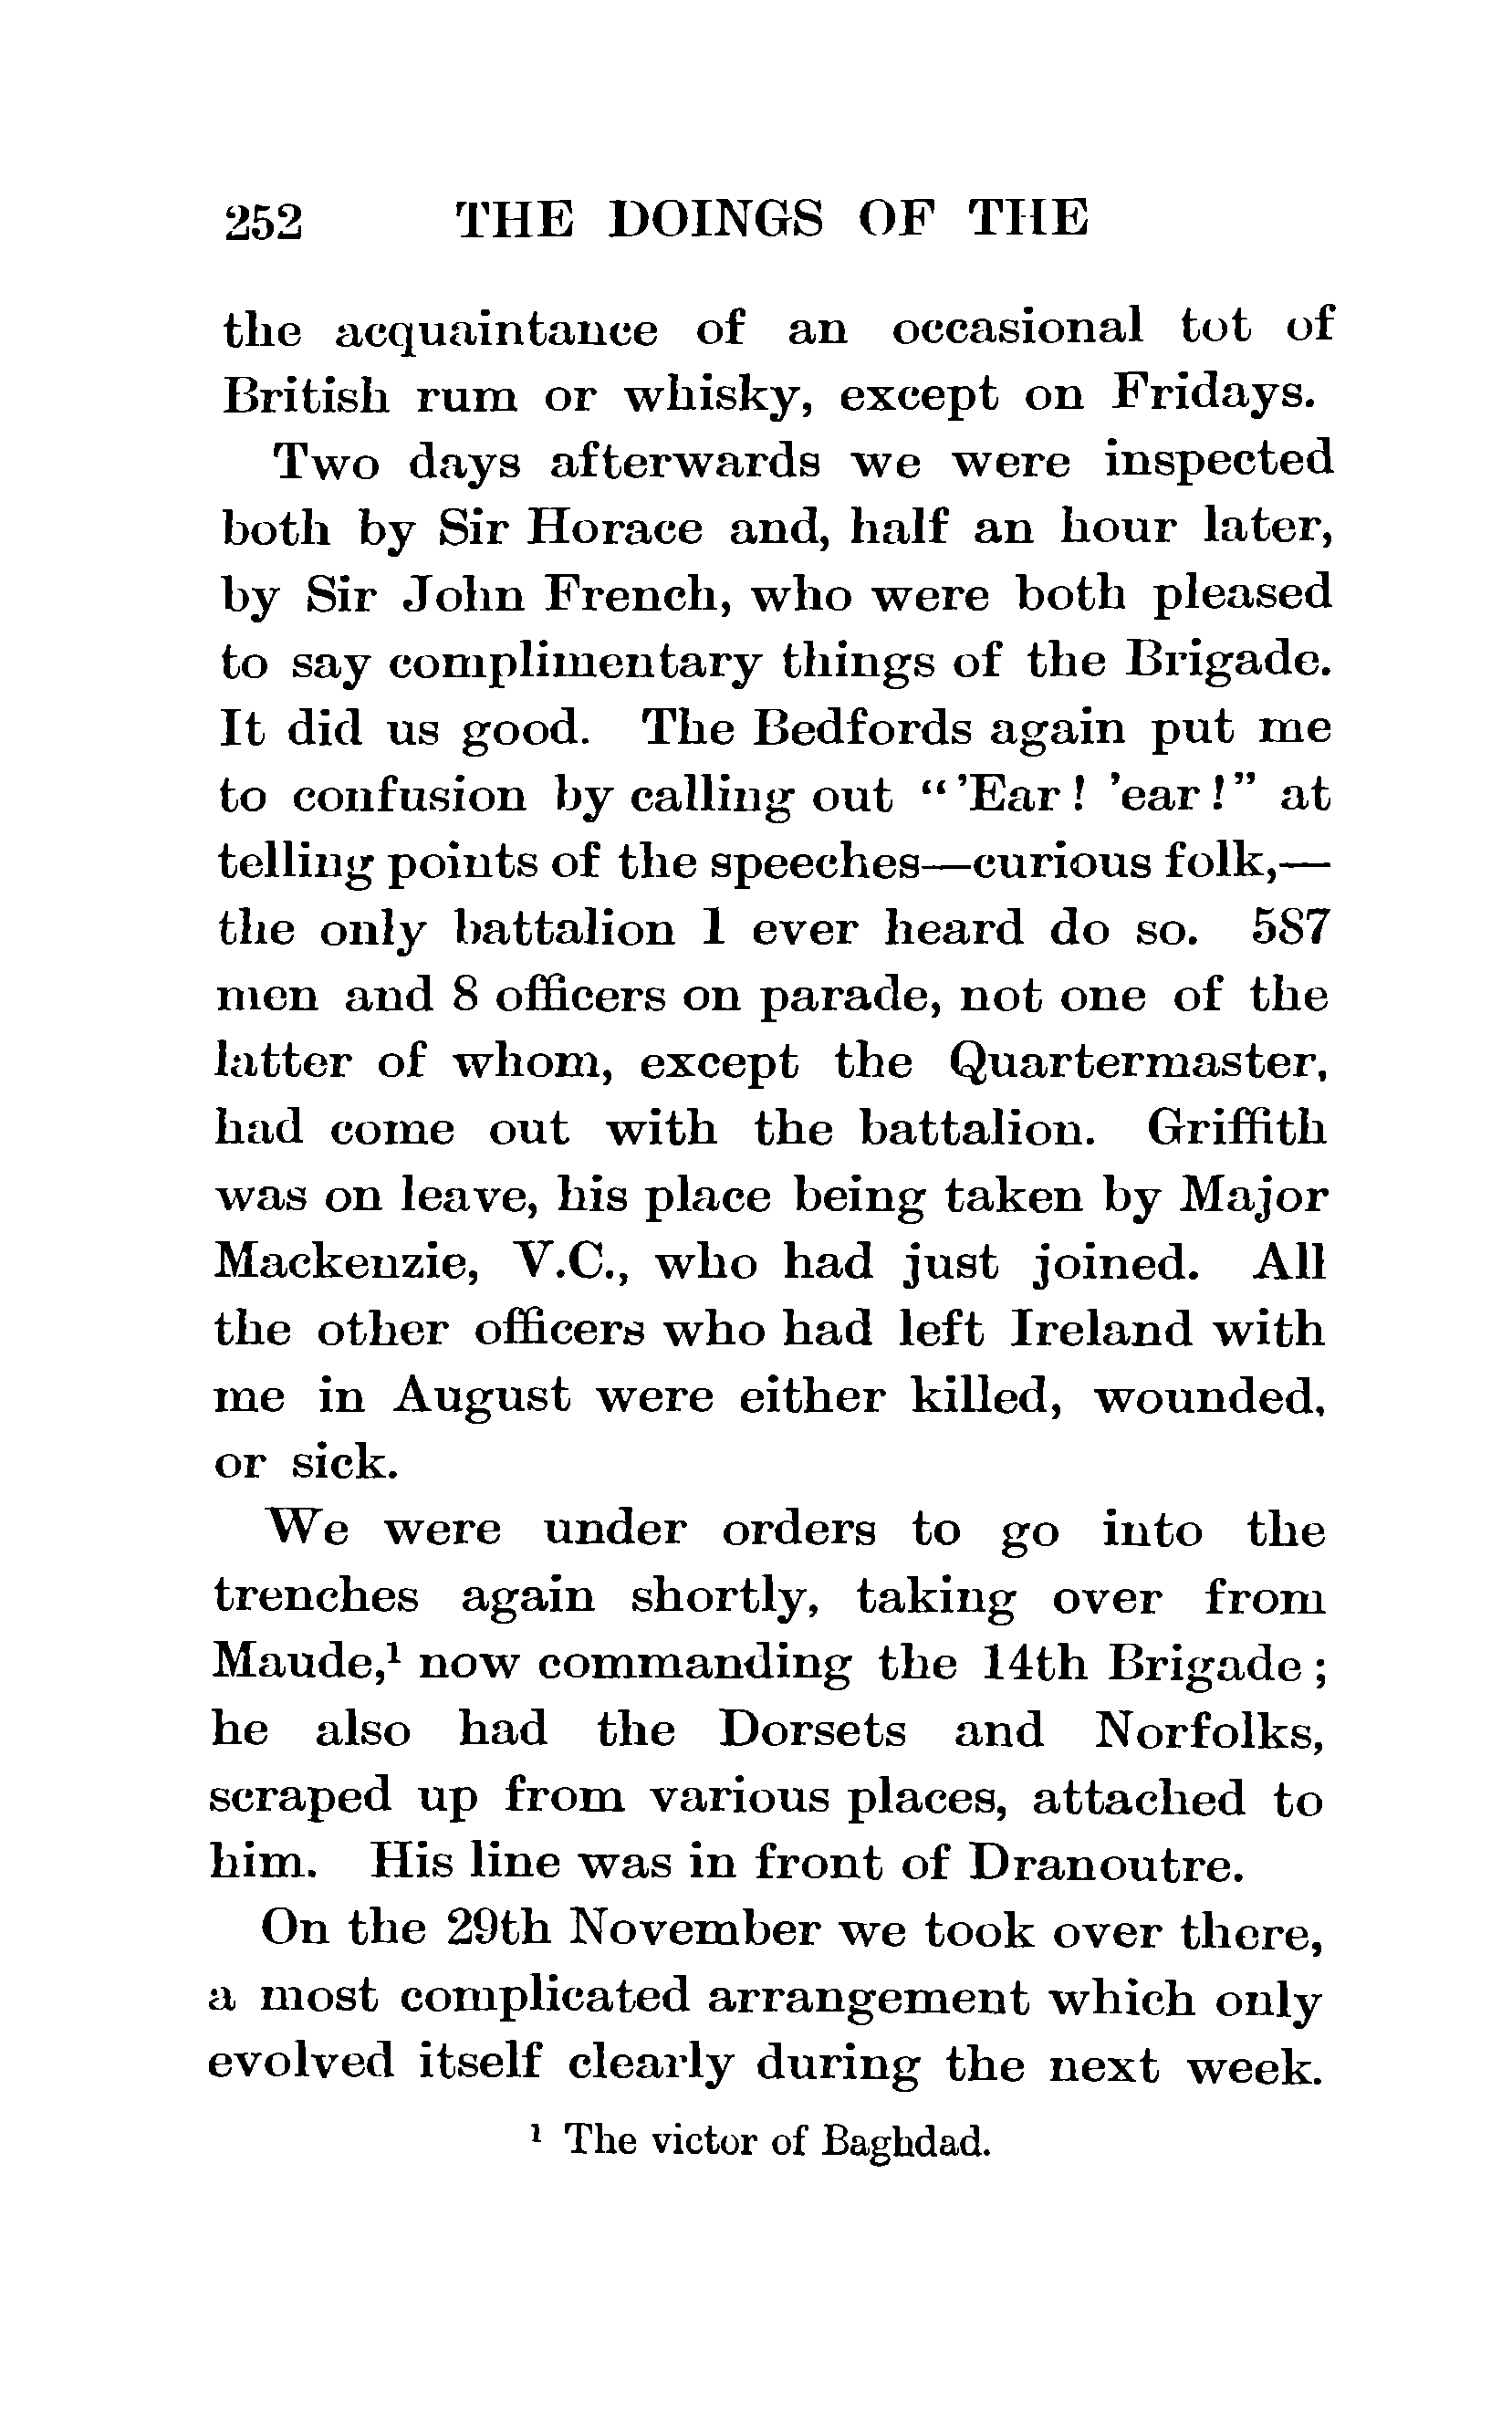 252 THE DOINGS OF THE
the acquaintance of an occasional tot of
British rum or whisky, except on Fridays.
Two days afterwards we were inspected
both by Sir Horace and, half an hour later,
by Sir John French, who were both pleased
to say complimentary things of the Brigade.
It did us good. The Bedfords again put me
to confusion by calling out “’Ear! ’ear!” at
telling points of the speeches—curious folk,—
the only battalion I ever heard do so. 587
men and 8 officers on parade, not one of the
latter of whom, except the Quartermaster,
had come out with the battalion. Griffith
was on leave, his place being taken by Major
Mackenzie, V.C., who had just joined. All
the other officers who had left Ireland with
me in August were either killed, wounded,
or sick.
We were under orders to go into the
trenches again shortly, taking over from
Maude,¹ now commanding the 14th Brigade;
he also had the Dorsets and Norfolks,
scraped up from various places, attached to
him. His line was in front of Dranoutre.
On the 29th November we took over there,
a most complicated arrangement which only
evolved itself clearly during the next week.
¹ The victor of Baghdad.